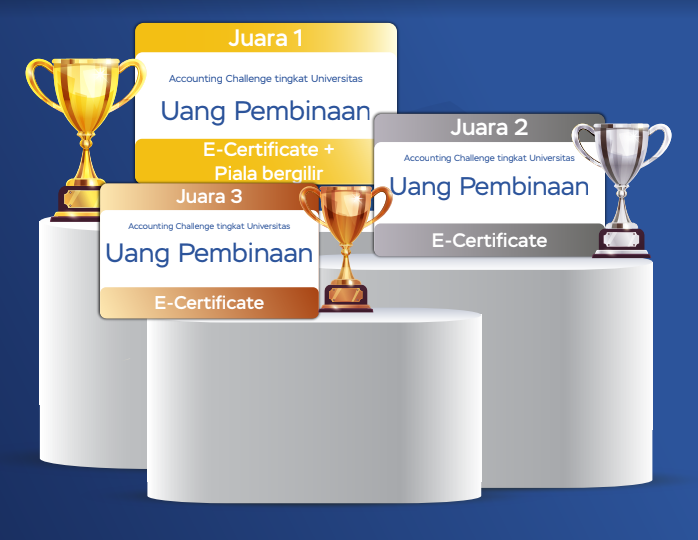 Juara 1
Accounting Challenge tingkat Universitas
Uang Pembinaan
E-Certificate +
Piala bergilir
Juara 2
Accounting Challenge tingkat Universitas
Uang Pembinaan
E-Certificate
Juara 3
Accounting Challenge tingkat Universitas
Uang Pembinaan
E-Certificate